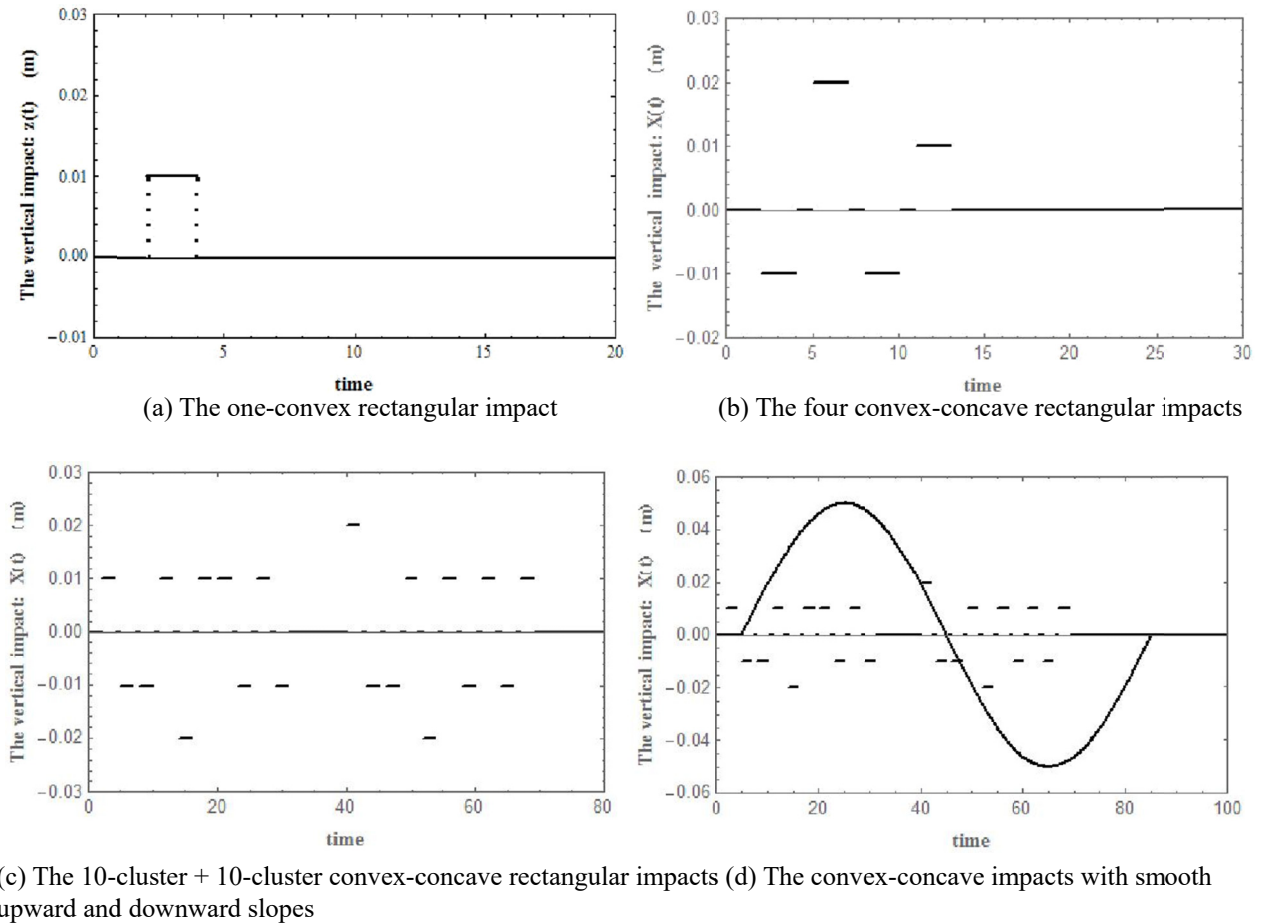 0.03
0.02
0.01
0.00
−0.01
0 5 10 15 20
The vertical impact: z(t) (m)
time
0.03
0.02
0.01
0.00
−0.01
−0.02
0 5 10 15 20 25 30
The vertical impact: X(t) (m)
time
(a) The one-convex rectangular impact
(b) The four convex-concave rectangular impacts
0.03
0.02
0.01
0.00
−0.01
−0.02
−0.03
0 20 40 60 80
The vertical impact: X(t) (m)
time
0.06
0.04
0.02
0.00
−0.02
−0.04
−0.06
0 20 40 60 80 100
The vertical impact: X(t) (m)
time
(c) The 10-cluster + 10-cluster convex-concave rectangular impacts (d) The convex-concave impacts with smooth
upward and downward slopes